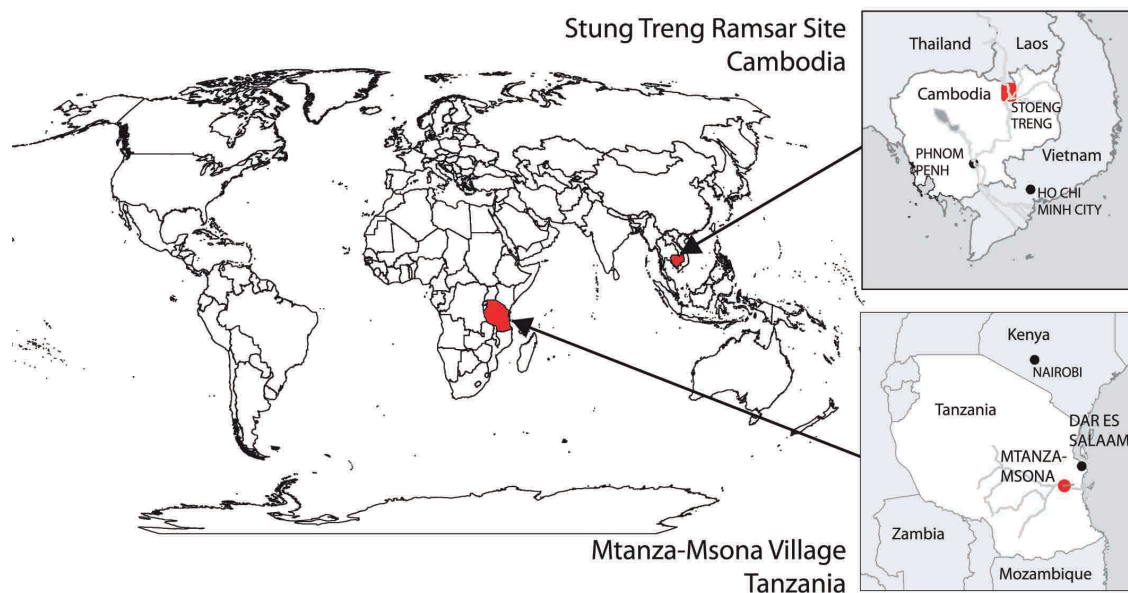 Stung Treng Ramsar Site
Cambodia
Thailand
Laos
Cambodia
STOENG
TRENG
PHNOM
PENH
Vietnam
HO CHI
MINH CITY
Kenya
NAIROBI
Tanzania
DAR ES
SALAAM
MTANZA-
MSONA
Zambia
Mozambique
Mtanza-Msona Village
Tanzania